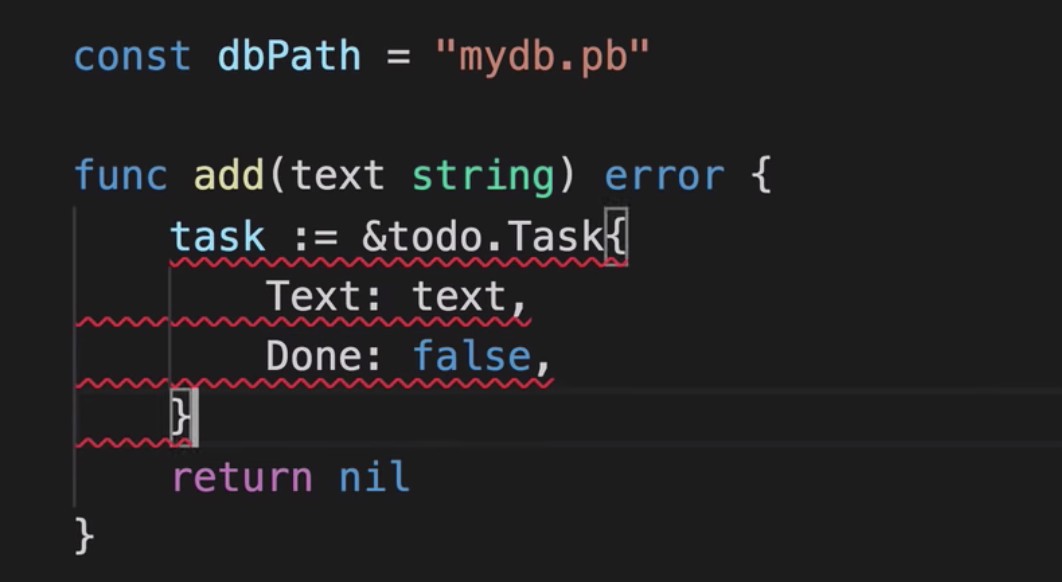 const dbPath = "mydb.pb"
func add(text string) error {
    task := &todo.Task{
        Text: text,
        Done: false,
    }
    return nil
}